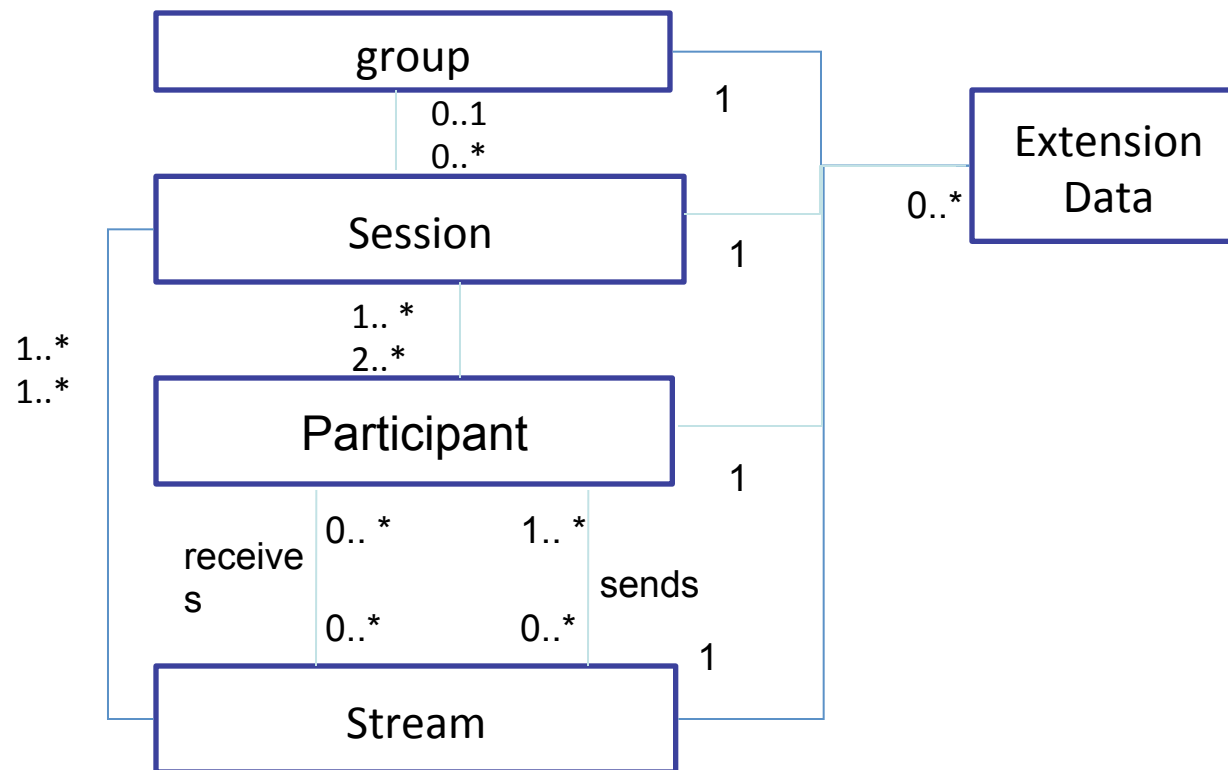 group
1
0..1
0..*
Extension
Data
0..*
Session
1
1.. *
2..*
1..*
1..*
Participant
1
0.. *
1.. *
receive
s
sends
0..*
0..*
1
Stream